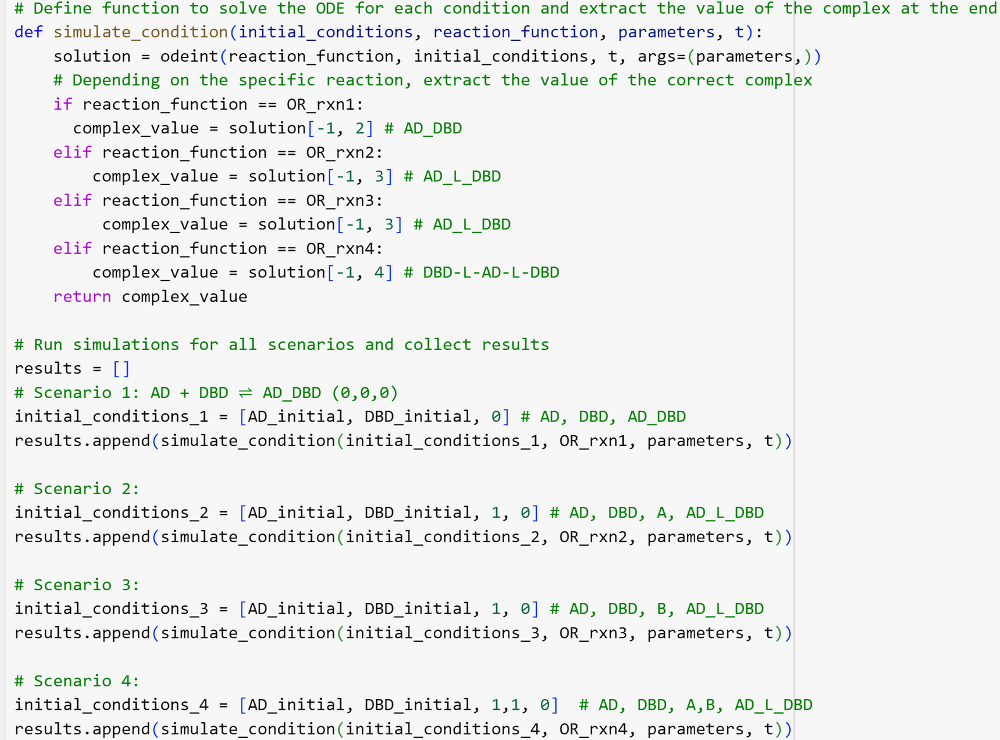 # Define function to solve the ODE for each condition and extract the value of the complex at the end
def simulate_condition(initial_conditions, reaction_function, parameters, t):
    solution = odeint(reaction_function, initial_conditions, t, args=(parameters,))
    # Depending on the specific reaction, extract the value of the correct complex
    if reaction_function == OR_rxn1:
      complex_value = solution[-1, 2] # AD_DBD
    elif reaction_function == OR_rxn2:
        complex_value = solution[-1, 3] # AD_L_DBD
    elif reaction_function == OR_rxn3:
         complex_value = solution[-1, 3] # AD_L_DBD
    elif reaction_function == OR_rxn4:
        complex_value = solution[-1, 4] # DBD-L-AD-L-DBD
    return complex_value

# Run simulations for all scenarios and collect results
results = []
# Scenario 1: AD + DBD ⇌ AD_DBD (0,0,0)
initial_conditions_1 = [AD_initial, DBD_initial, 0] # AD, DBD, AD_DBD
results.append(simulate_condition(initial_conditions_1, OR_rxn1, parameters, t))

# Scenario 2:
initial_conditions_2 = [AD_initial, DBD_initial, 1, 0] # AD, DBD, A, AD_L_DBD
results.append(simulate_condition(initial_conditions_2, OR_rxn2, parameters, t))

# Scenario 3:
initial_conditions_3 = [AD_initial, DBD_initial, 1, 0] # AD, DBD, B, AD_L_DBD
results.append(simulate_condition(initial_conditions_3, OR_rxn3, parameters, t))

# Scenario 4:
initial_conditions_4 = [AD_initial, DBD_initial, 1,1, 0]  # AD, DBD, A,B, AD_L_DBD
results.append(simulate_condition(initial_conditions_4, OR_rxn4, parameters, t))